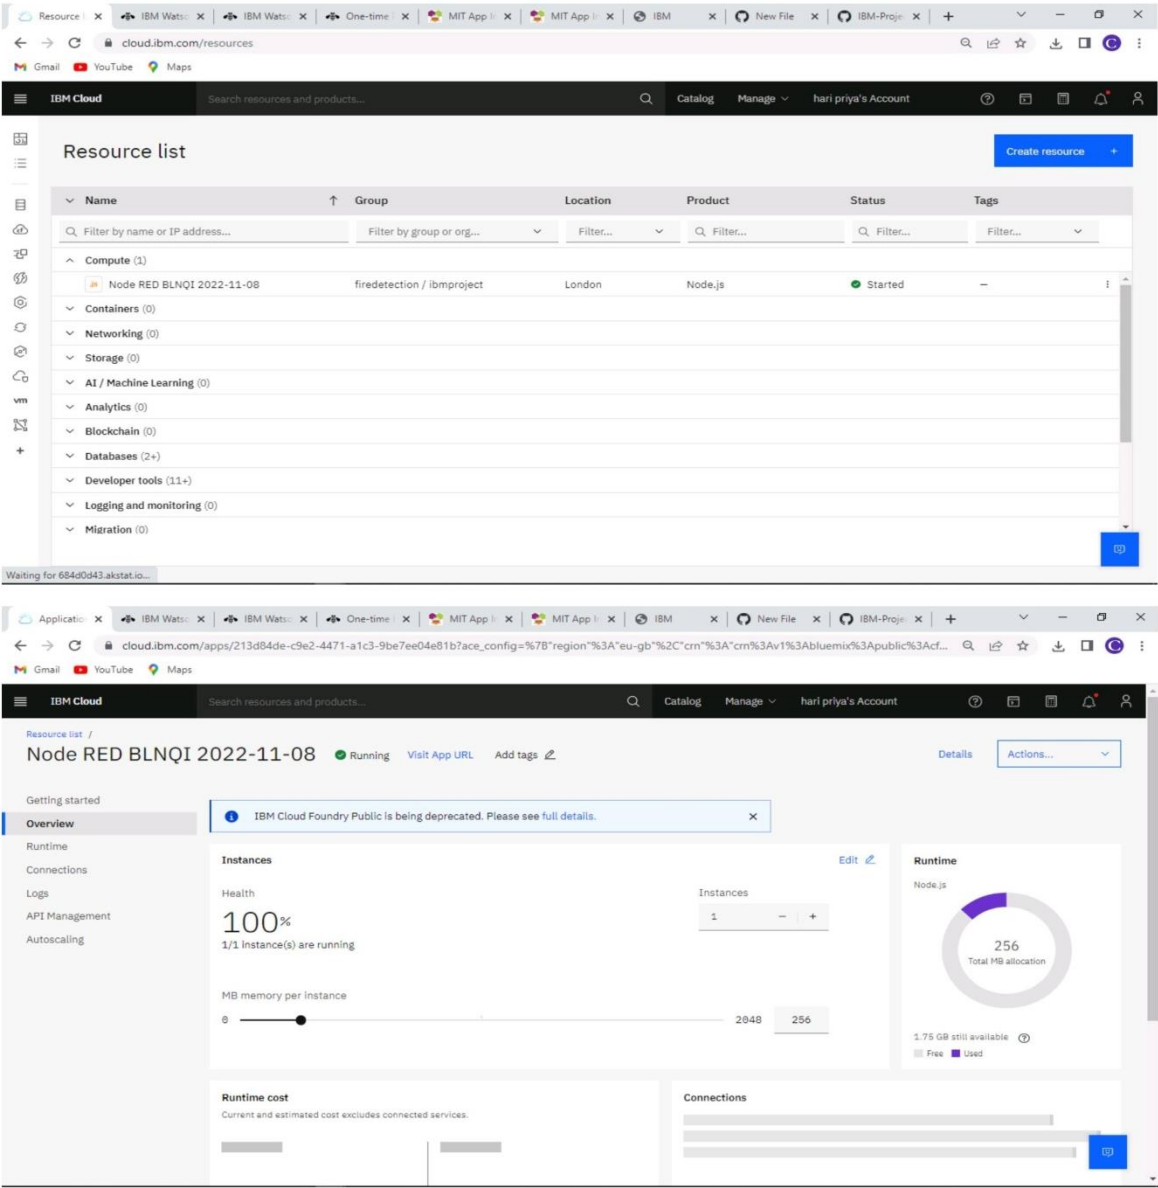 Resource l
IBM Watso
IBM Watso
One-time
MIT App In
MIT App In
IBM
New File
IBM-Projec
cloud.ibm.com/resources
Gmail YouTube Maps
IBM Cloud Search resources and products... Catalog Manage hari priya's Account
Resource list
Create resource +
Name Group Location Product Status Tags
Filter by name or IP address... Filter by group or org... Filter... Filter... Filter... Filter...
Compute (1)
JS Node RED BLNQI 2022-11-08 firedetection / ibmproject London Node.js Started –
Containers (0)
Networking (0)
Storage (0)
AI / Machine Learning (0)
vm
Analytics (0)
Blockchain (0)
Databases (2+)
Developer tools (11+)
Logging and monitoring (0)
Migration (0)
Waiting for 684d0d43.akstat.io...
Applicatio
IBM Watso
IBM Watso
One-time
MIT App In
MIT App In
IBM
New File
IBM-Projec
cloud.ibm.com/apps/213d84de-c9e2-4471-a1c3-9be7ee04e81b?ace_config=%7B"region"%3A"eu-gb"%2C"crn"%3A"crn%3Av1%3Abluemix%3Apublic%3Acf...
Gmail YouTube Maps
IBM Cloud Search resources and products... Catalog Manage hari priya's Account
Resource list /
Node RED BLNQI 2022-11-08 Running Visit App URL Add tags Details Actions...
Getting started
Overview
Runtime
Connections
Logs
API Management
Autoscaling
IBM Cloud Foundry Public is being deprecated. Please see full details.
Instances Edit
Health
100%
1/1 instance(s) are running
Instances
1 − +
MB memory per instance
0 2048 256
Runtime
Node.js
256
Total MB allocation
1.75 GB still available
Free Used
Runtime cost
Current and estimated cost excludes connected services.
Connections